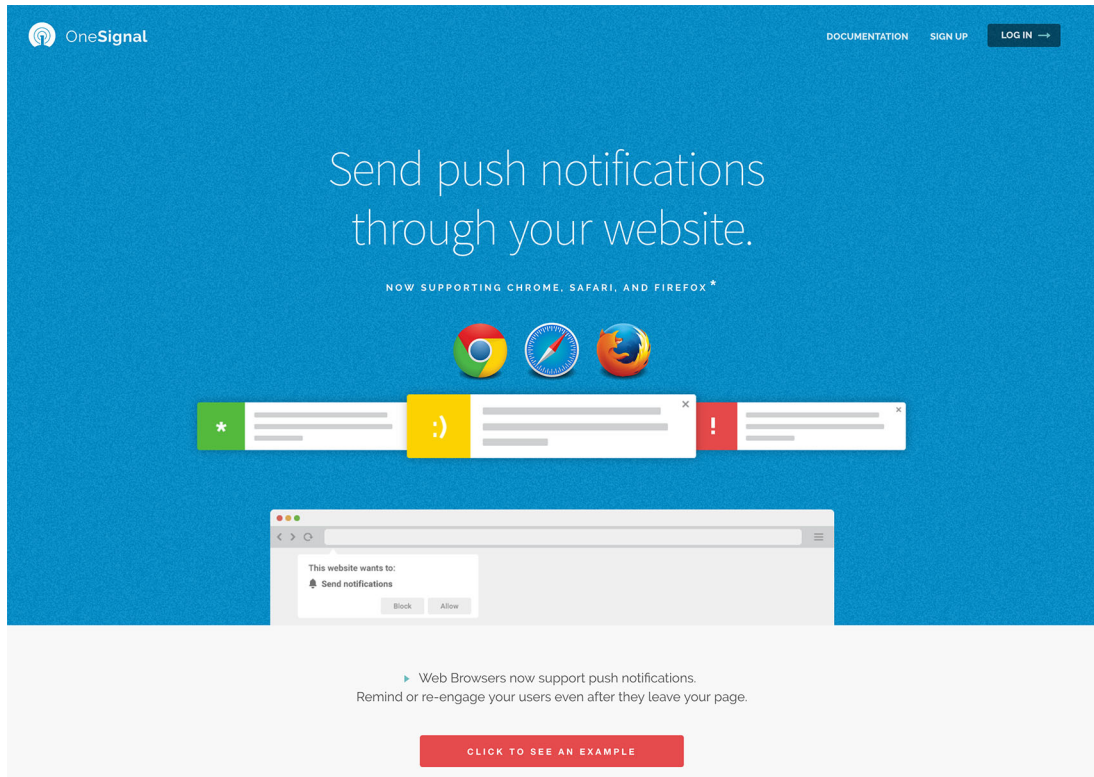 OneSignal
DOCUMENTATION SIGN UP LOG IN →
Send push notifications
through your website.
NOW SUPPORTING CHROME, SAFARI, AND FIREFOX*
* :) !
This website wants to:
Send notifications
Block Allow
Web Browsers now support push notifications.
Remind or re-engage your users even after they leave your page.
CLICK TO SEE AN EXAMPLE